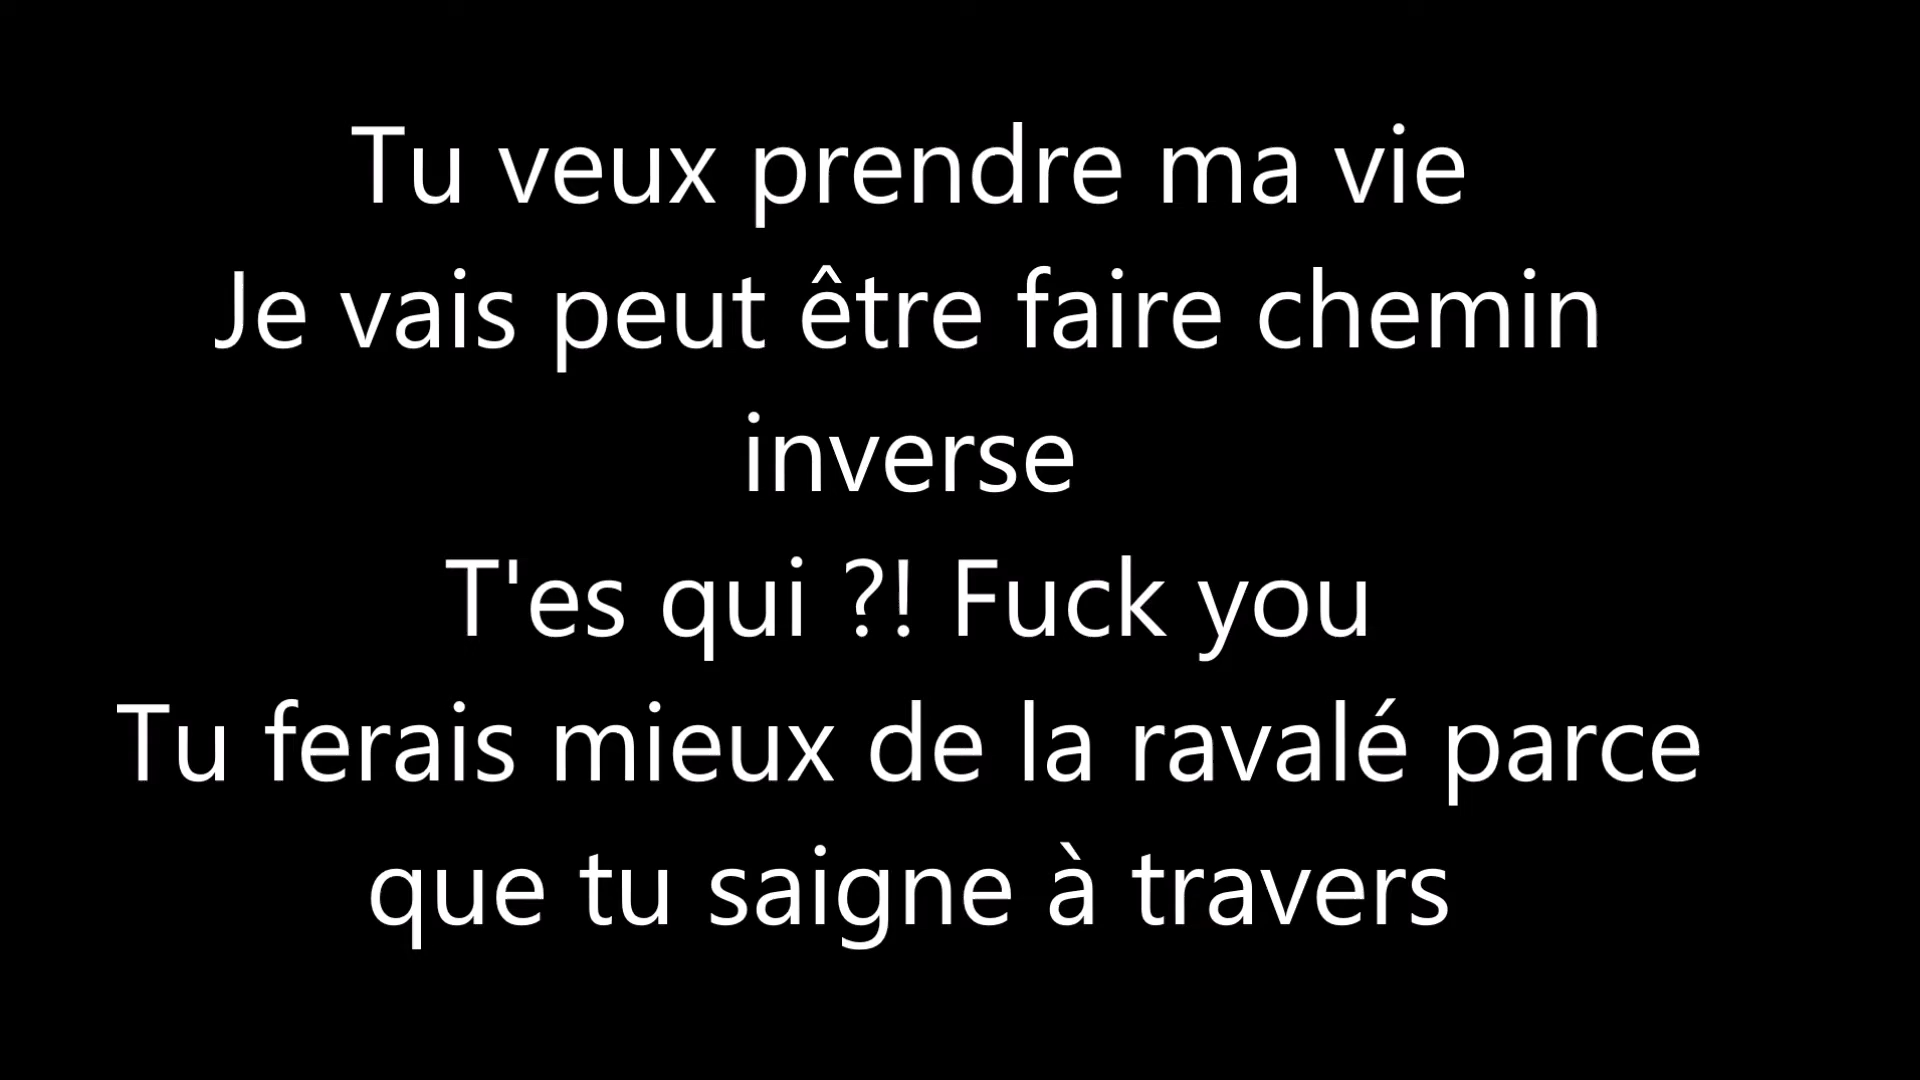 Tu veux prendre ma vie
Je vais peut être faire chemin
inverse
T'es qui ?! Fuck you
Tu ferais mieux de la ravalé parce
que tu saigne à travers